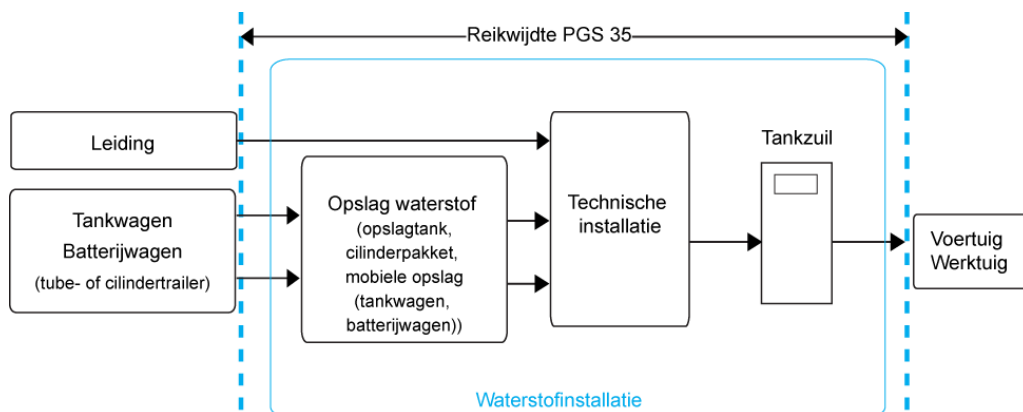 Reikwijdte PGS 35
Leiding
Tankwagen
Batterijwagen
(tube- of cilindertrailer)
Opslag waterstof
(opslagtank,
cilinderpakket,
mobiele opslag
(tankwagen,
batterijwagen))
Technische
installatie
Tankzuil
Voertuig
Werktuig
Waterstofinstallatie